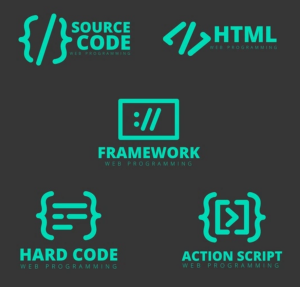 {/} SOURCE
CODE
WEB PROGRAMMING
</> HTML
WEB PROGRAMMING
://
FRAMEWORK
WEB PROGRAMMING
HARD CODE
WEB PROGRAMMING
ACTION SCRIPT
WEB PROGRAMMING